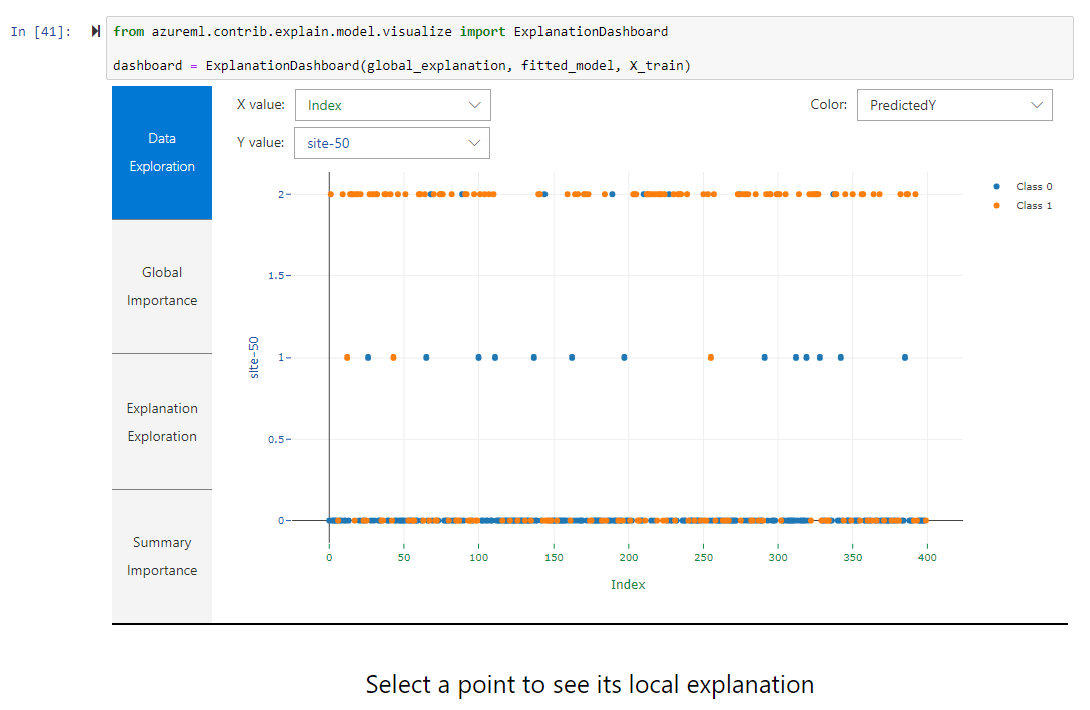 In [41]:
from azureml.contrib.explain.model.visualize import ExplanationDashboard
dashboard = ExplanationDashboard(global_explanation, fitted_model, X_train)
Data
Exploration
Global
Importance
Explanation
Exploration
Summary
Importance
X value: Index
Color: PredictedY
Y value: site-50
Class 0
Class 1
2
1.5
1
0.5
0
site-50
0 50 100 150 200 250 300 350 400
Index
Select a point to see its local explanation